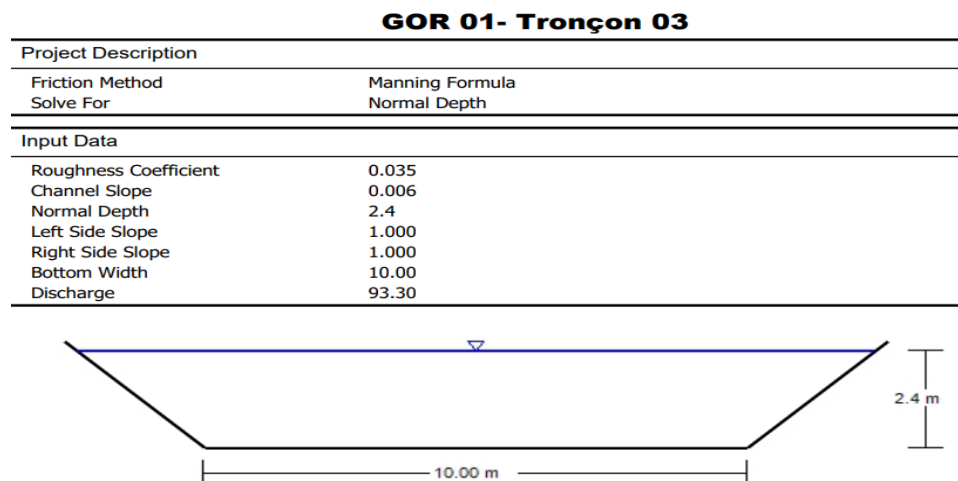 GOR 01- Tronçon 03
Project Description
Friction Method Manning Formula
Solve For Normal Depth
Input Data
Roughness Coefficient 0.035
Channel Slope 0.006
Normal Depth 2.4
Left Side Slope 1.000
Right Side Slope 1.000
Bottom Width 10.00
Discharge 93.30
2.4 m
10.00 m